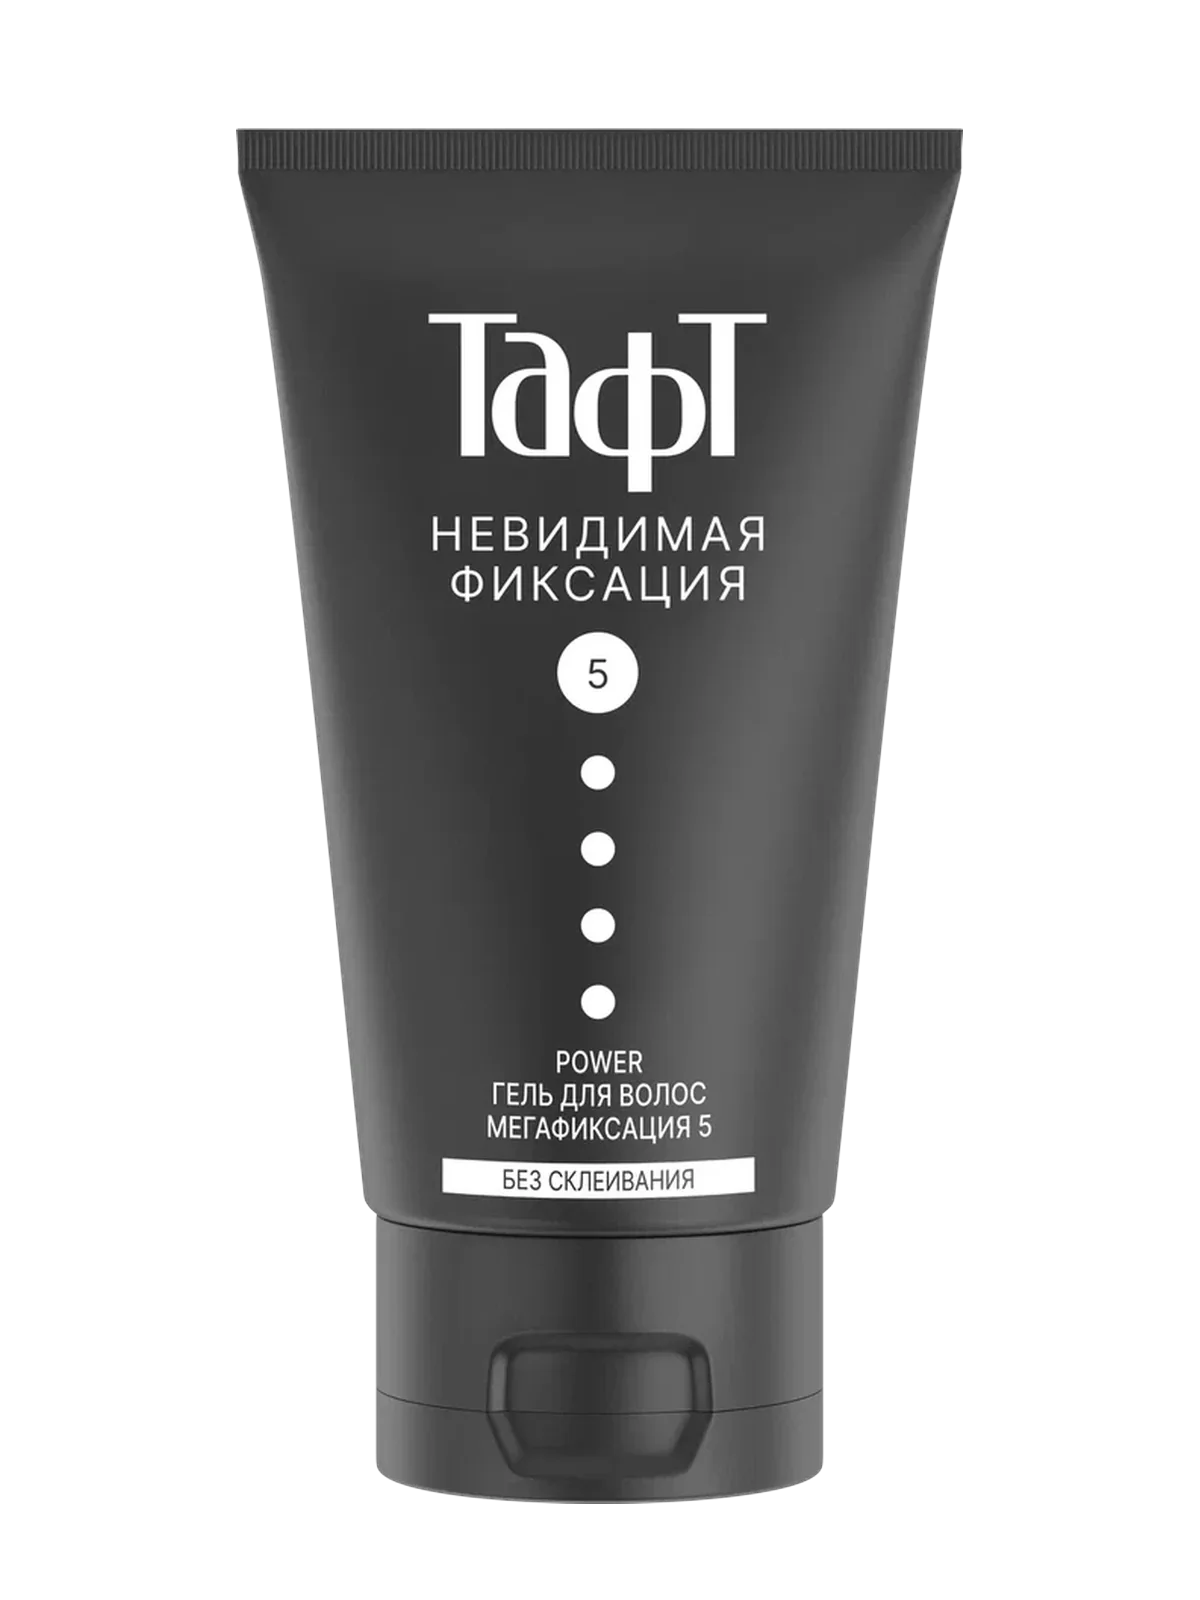 Тафт
НЕВИДИМАЯ
ФИКСАЦИЯ
5
POWER
ГЕЛЬ ДЛЯ ВОЛОС
МЕГАФИКСАЦИЯ 5
БЕЗ СКЛЕИВАНИЯ